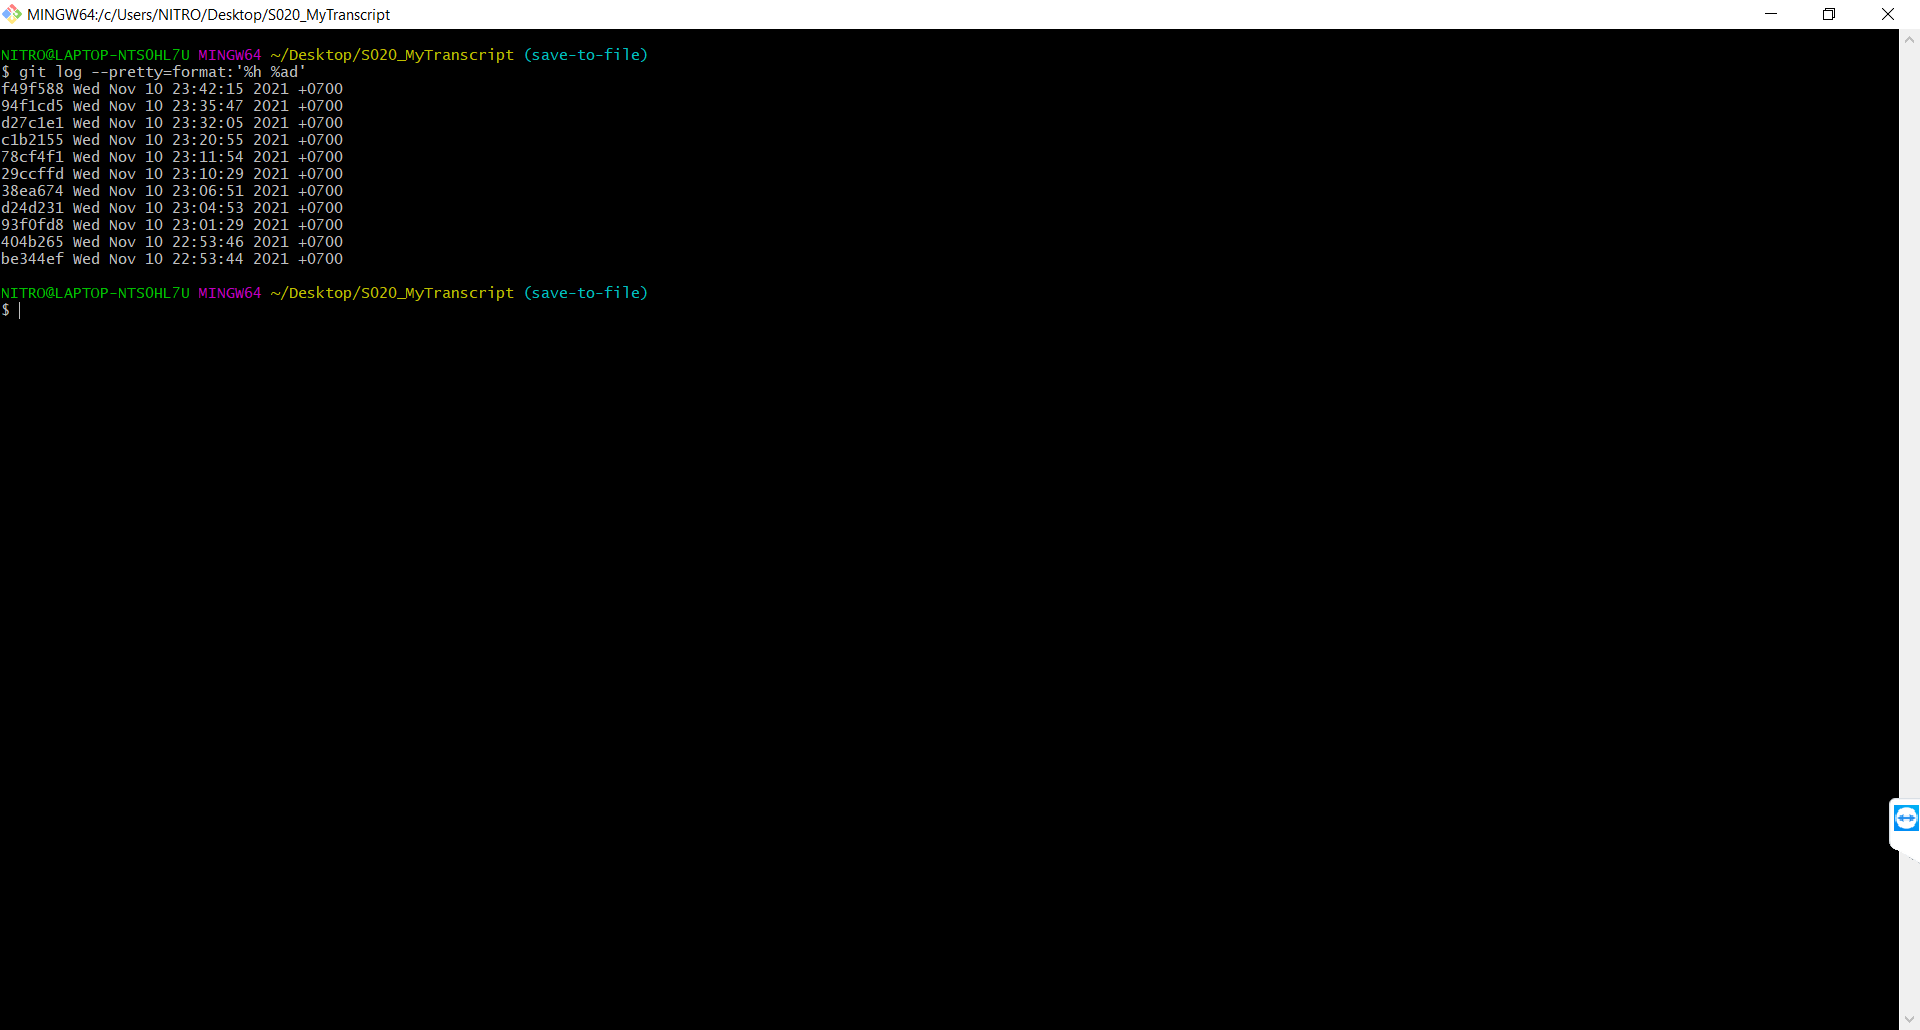 MINGW64:/c/Users/NITRO/Desktop/S020_MyTranscript
NITRO@LAPTOP-NTS0HL7U MINGW64 ~/Desktop/S020_MyTranscript (save-to-file)
$ git log --pretty=format:'%h %ad'
f49f588 Wed Nov 10 23:42:15 2021 +0700
94f1cd5 Wed Nov 10 23:35:47 2021 +0700
d27c1e1 Wed Nov 10 23:32:05 2021 +0700
c1b2155 Wed Nov 10 23:20:55 2021 +0700
78cf4f1 Wed Nov 10 23:11:54 2021 +0700
29ccffd Wed Nov 10 23:10:29 2021 +0700
38ea674 Wed Nov 10 23:06:51 2021 +0700
d24d231 Wed Nov 10 23:04:53 2021 +0700
93f0fd8 Wed Nov 10 23:01:29 2021 +0700
404b265 Wed Nov 10 22:53:46 2021 +0700
be344ef Wed Nov 10 22:53:44 2021 +0700
NITRO@LAPTOP-NTS0HL7U MINGW64 ~/Desktop/S020_MyTranscript (save-to-file)
$